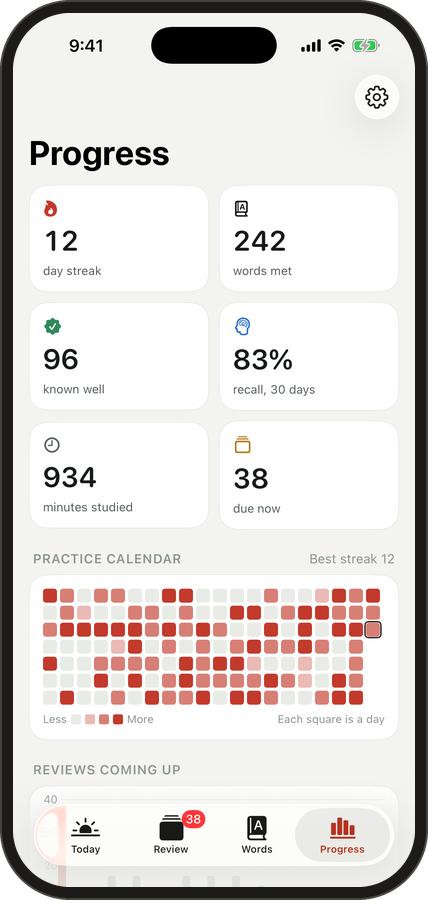 9:41
Progress
12
day streak
242
words met
96
known well
83%
recall, 30 days
934
minutes studied
38
due now
PRACTICE CALENDAR
Best streak 12
Less
More
Each square is a day
REVIEWS COMING UP
40
20
Today
Review
38
Words
Progress